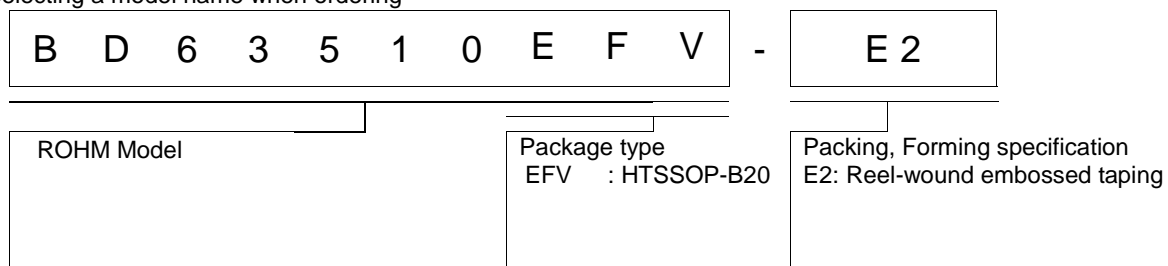 selecting a model name when ordering
B D 6 3 5 1 0 E F V - E 2
ROHM Model
Package type
EFV : HTSSOP-B20
Packing, Forming specification
E2: Reel-wound embossed taping